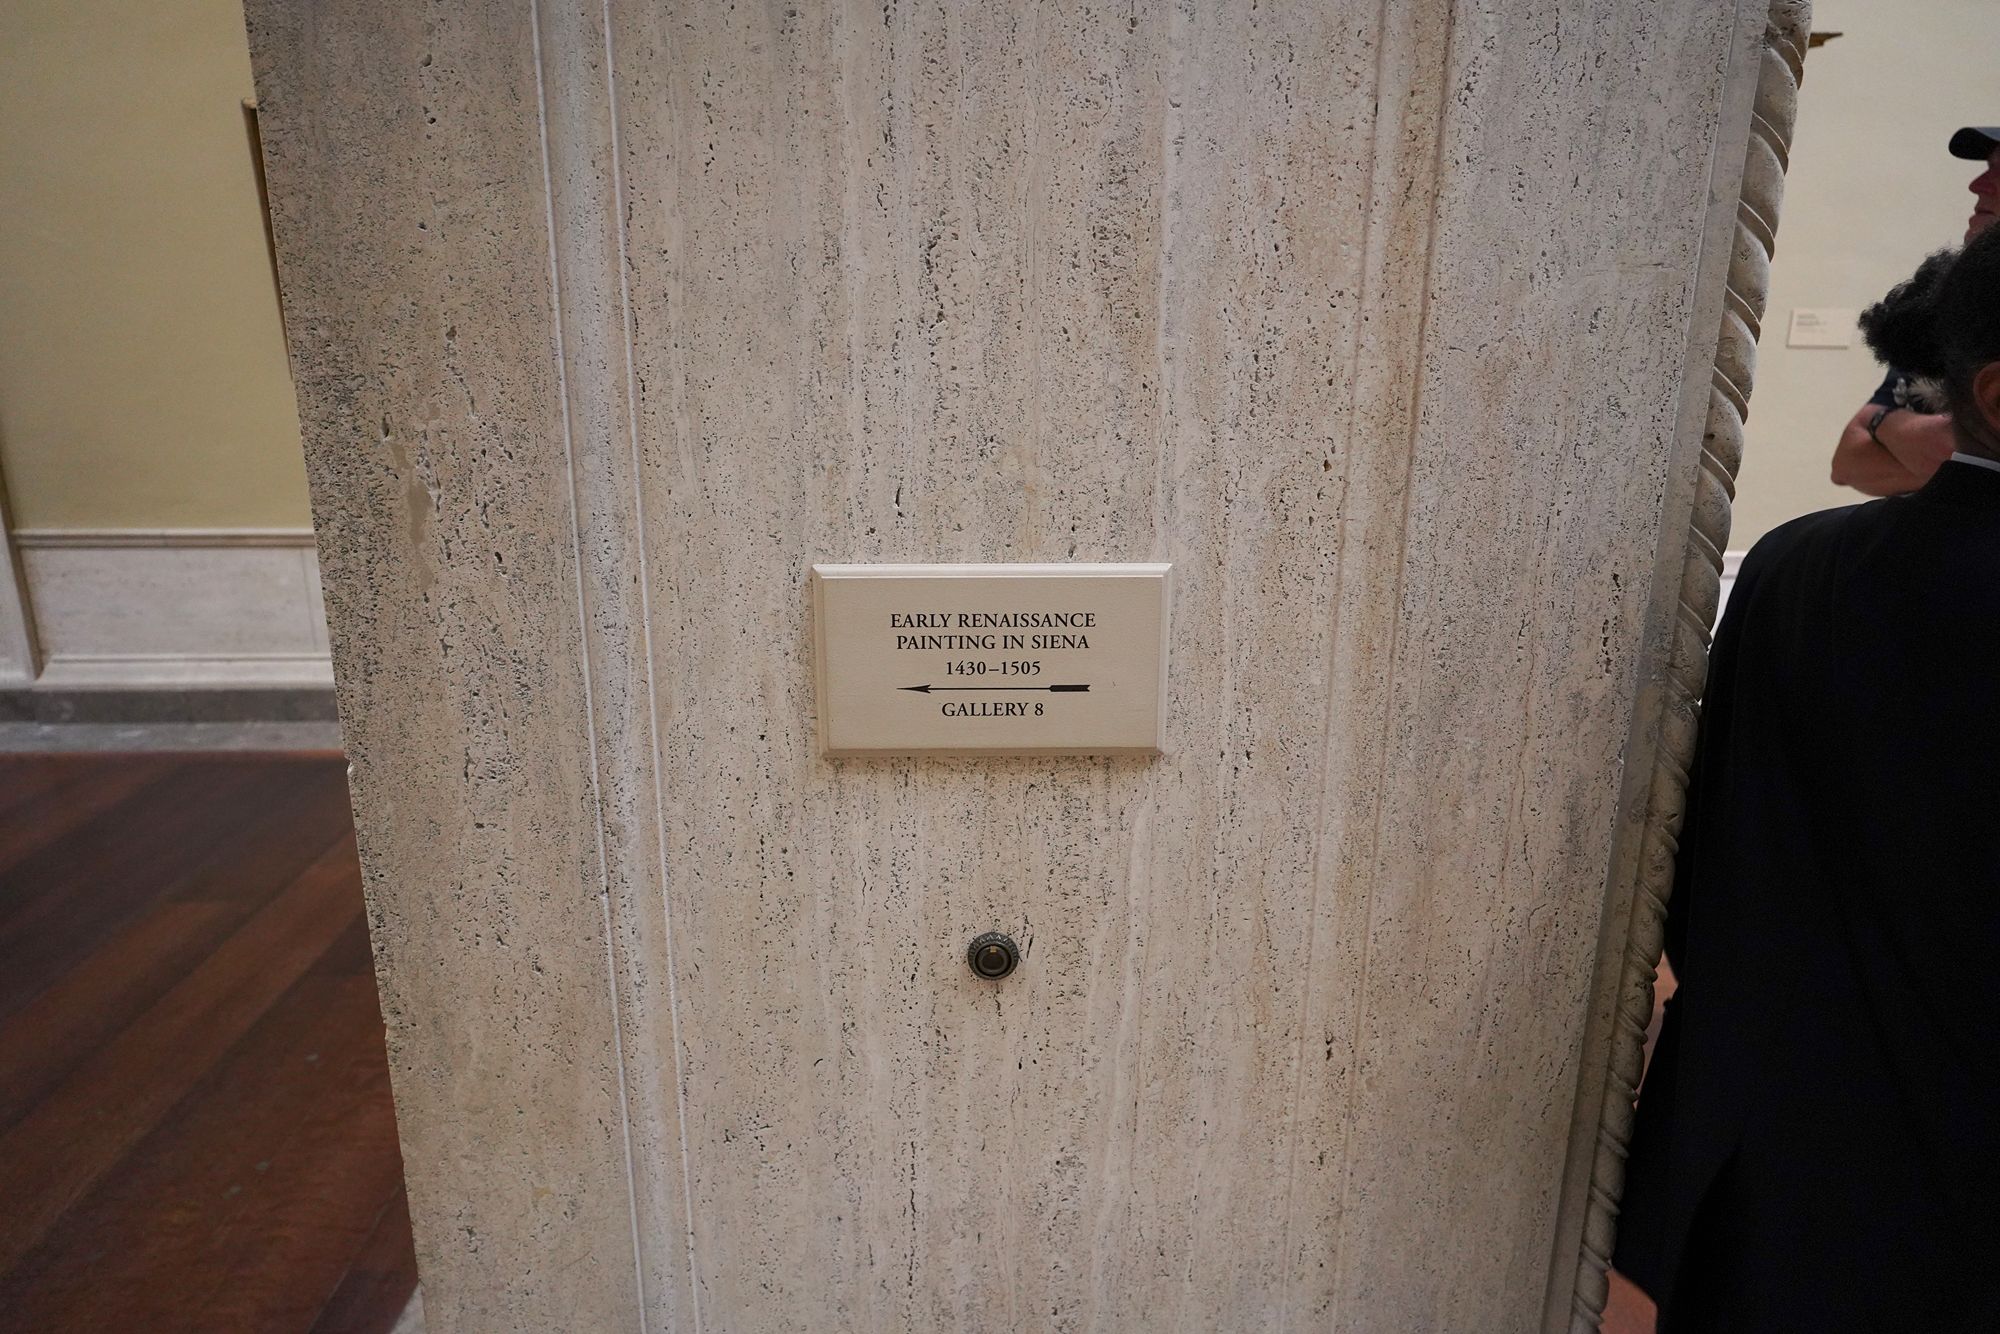 EARLY RENAISSANCE
PAINTING IN SIENA
1430–1505
GALLERY 8